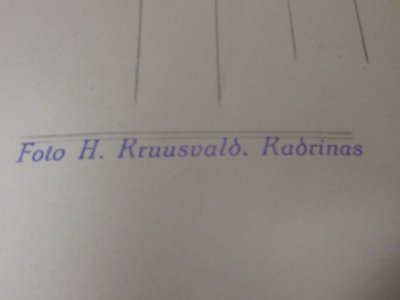 Foto H. Kruusvald. Kadrinas